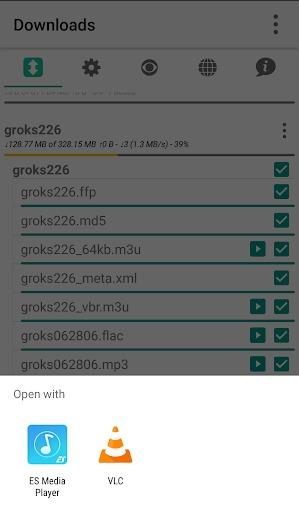 Downloads
groks226
↓128.77 MB of 328.15 MB ↑0 B - ↓3 (1.3 MB/s) - 39%
groks226
groks226.ffp
groks226.md5
groks226_64kb.m3u
groks226_meta.xml
groks226_vbr.m3u
groks062806.flac
groks062806.mp3
Open with
ES Media
Player
VLC